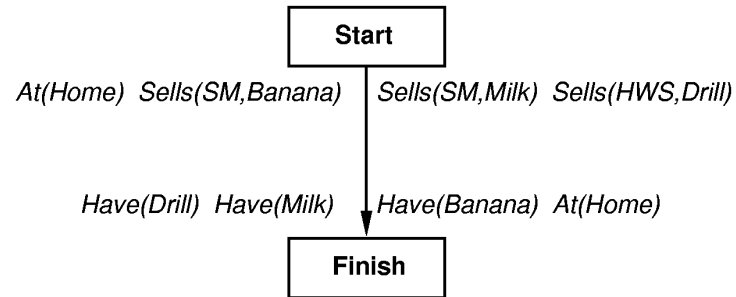 Start
At(Home) Sells(SM,Banana) Sells(SM,Milk) Sells(HWS,Drill)
Have(Drill) Have(Milk) Have(Banana) At(Home)
Finish